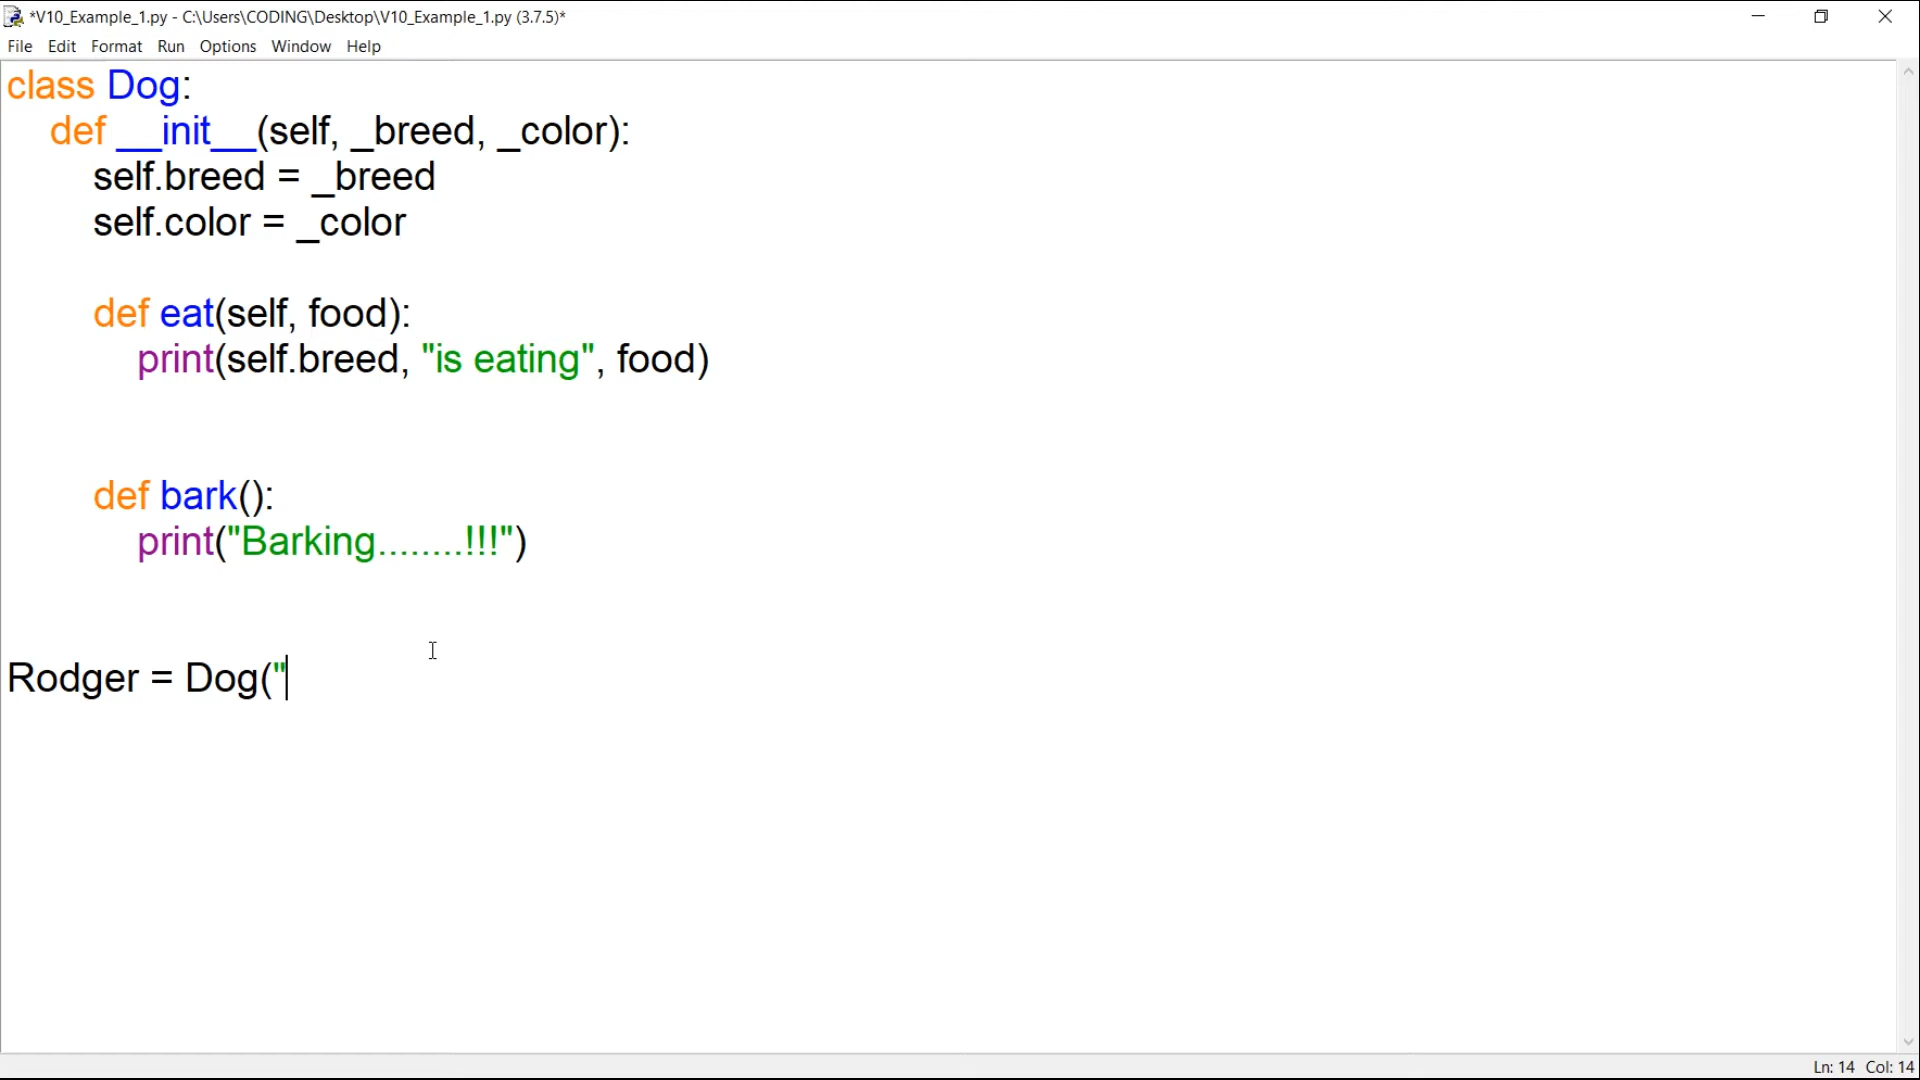 *V10_Example_1.py - C:\Users\CODING\Desktop\V10_Example_1.py (3.7.5)*
File Edit Format Run Options Window Help
class Dog:
    def __init__(self, _breed, _color):
        self.breed = _breed
        self.color = _color
        def eat(self, food):
            print(self.breed, "is eating", food)
        def bark():
            print("Barking........!!!")
Rodger = Dog("
Ln: 14 Col: 14